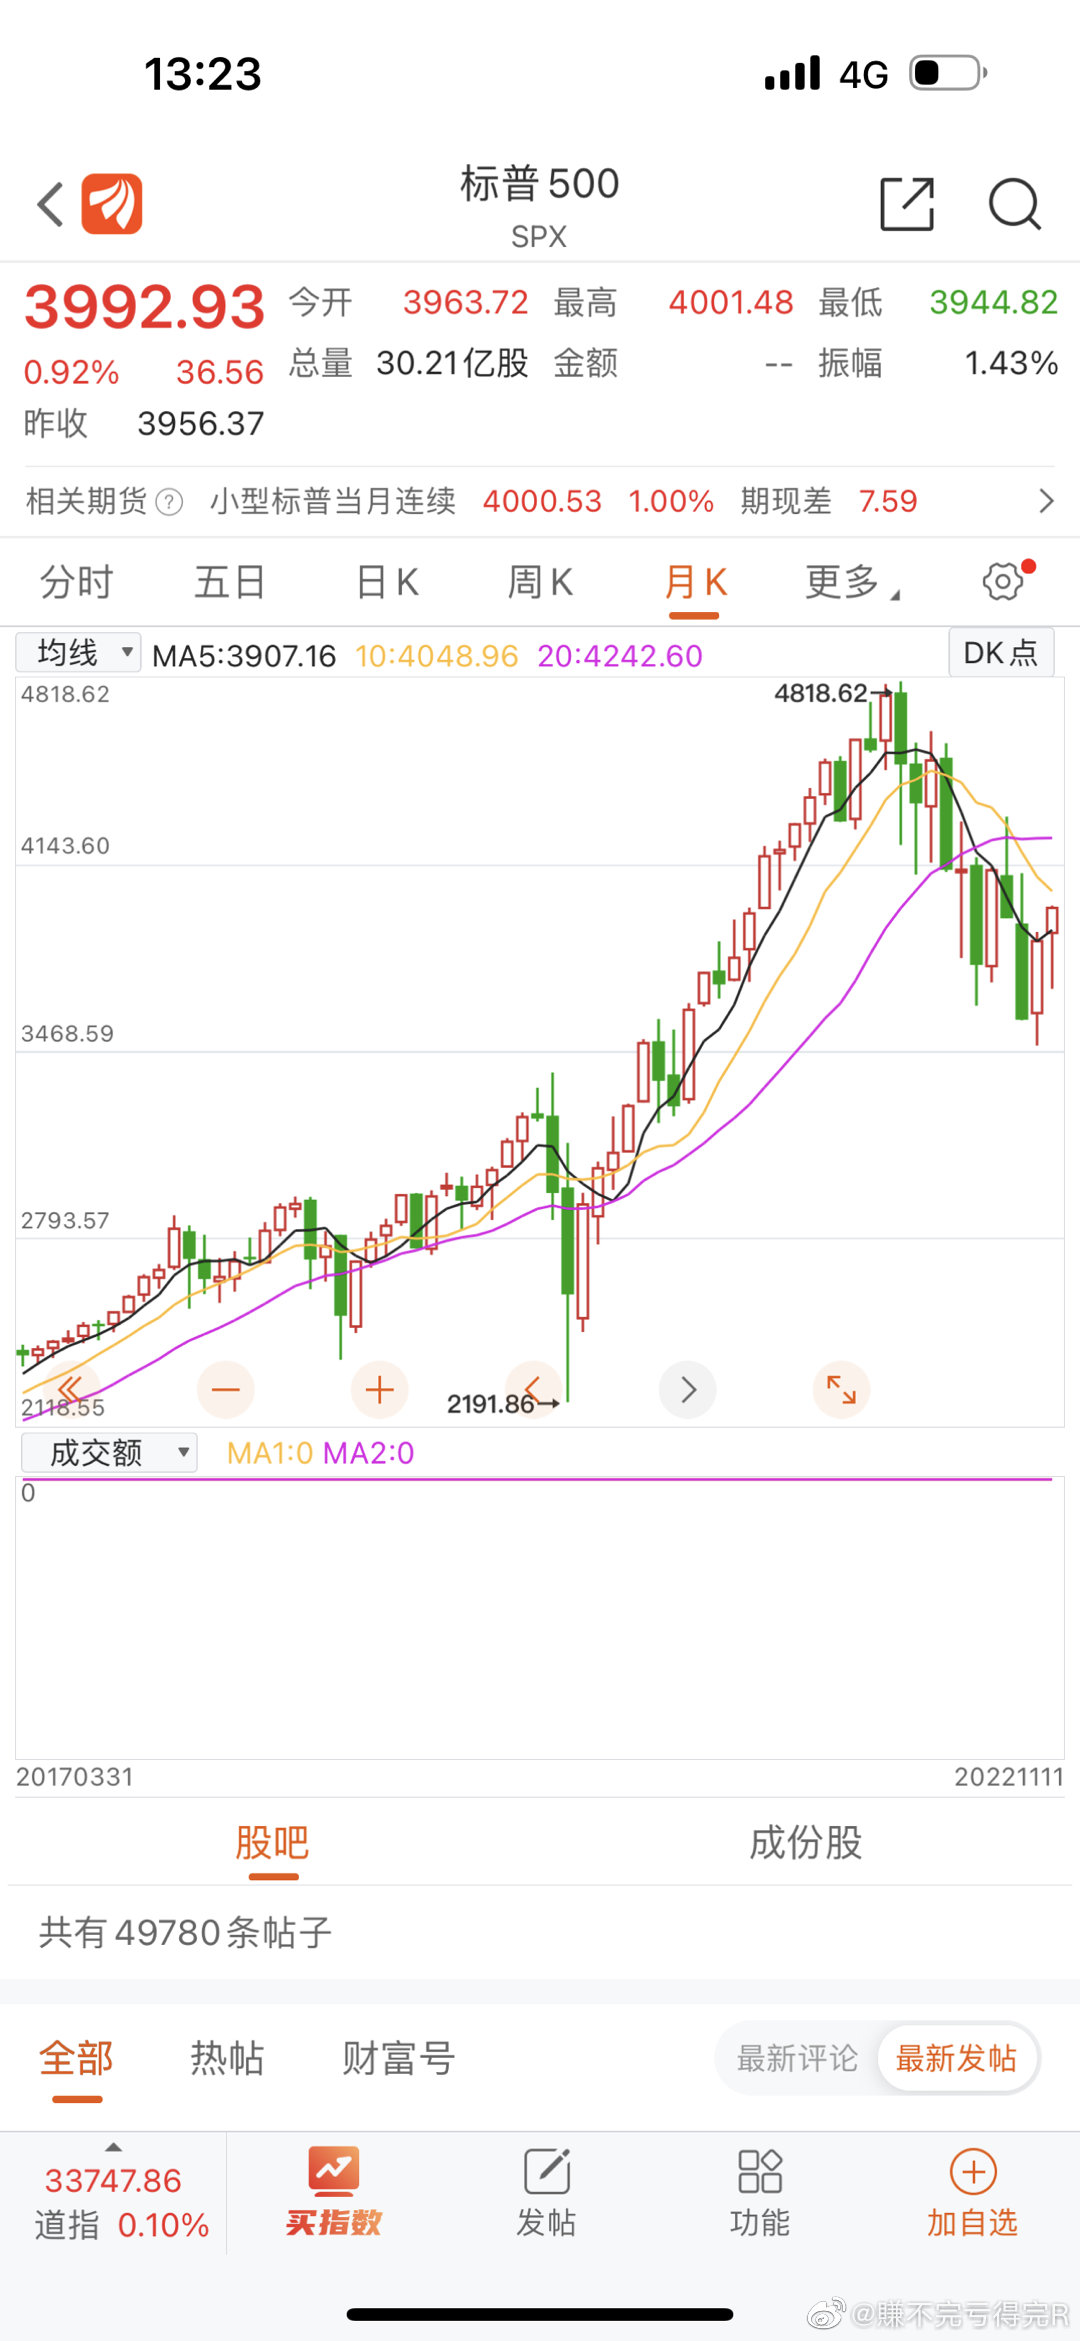 13:23 4G
标普500
SPX
3992.93 今开 3963.72 最高 4001.48 最低 3944.82
0.92% 36.56 总量 30.21亿股 金额 -- 振幅 1.43%
昨收 3956.37
相关期货 ? 小型标普当月连续 4000.53 1.00% 期现差 7.59
分时 五日 日K 周K 月K 更多
均线 MA5:3907.16 10:4048.96 20:4242.60 DK点
4818.62 4818.62
4143.60
3468.59
2793.57
2118.55 2191.86
成交额 MA1:0 MA2:0
0
20170331 20221111
股吧 成份股
共有49780条帖子
全部 热帖 财富号 最新评论 最新发帖
33747.86
道指 0.10% 买指数 发帖 功能 加自选
@赚不完亏得完R